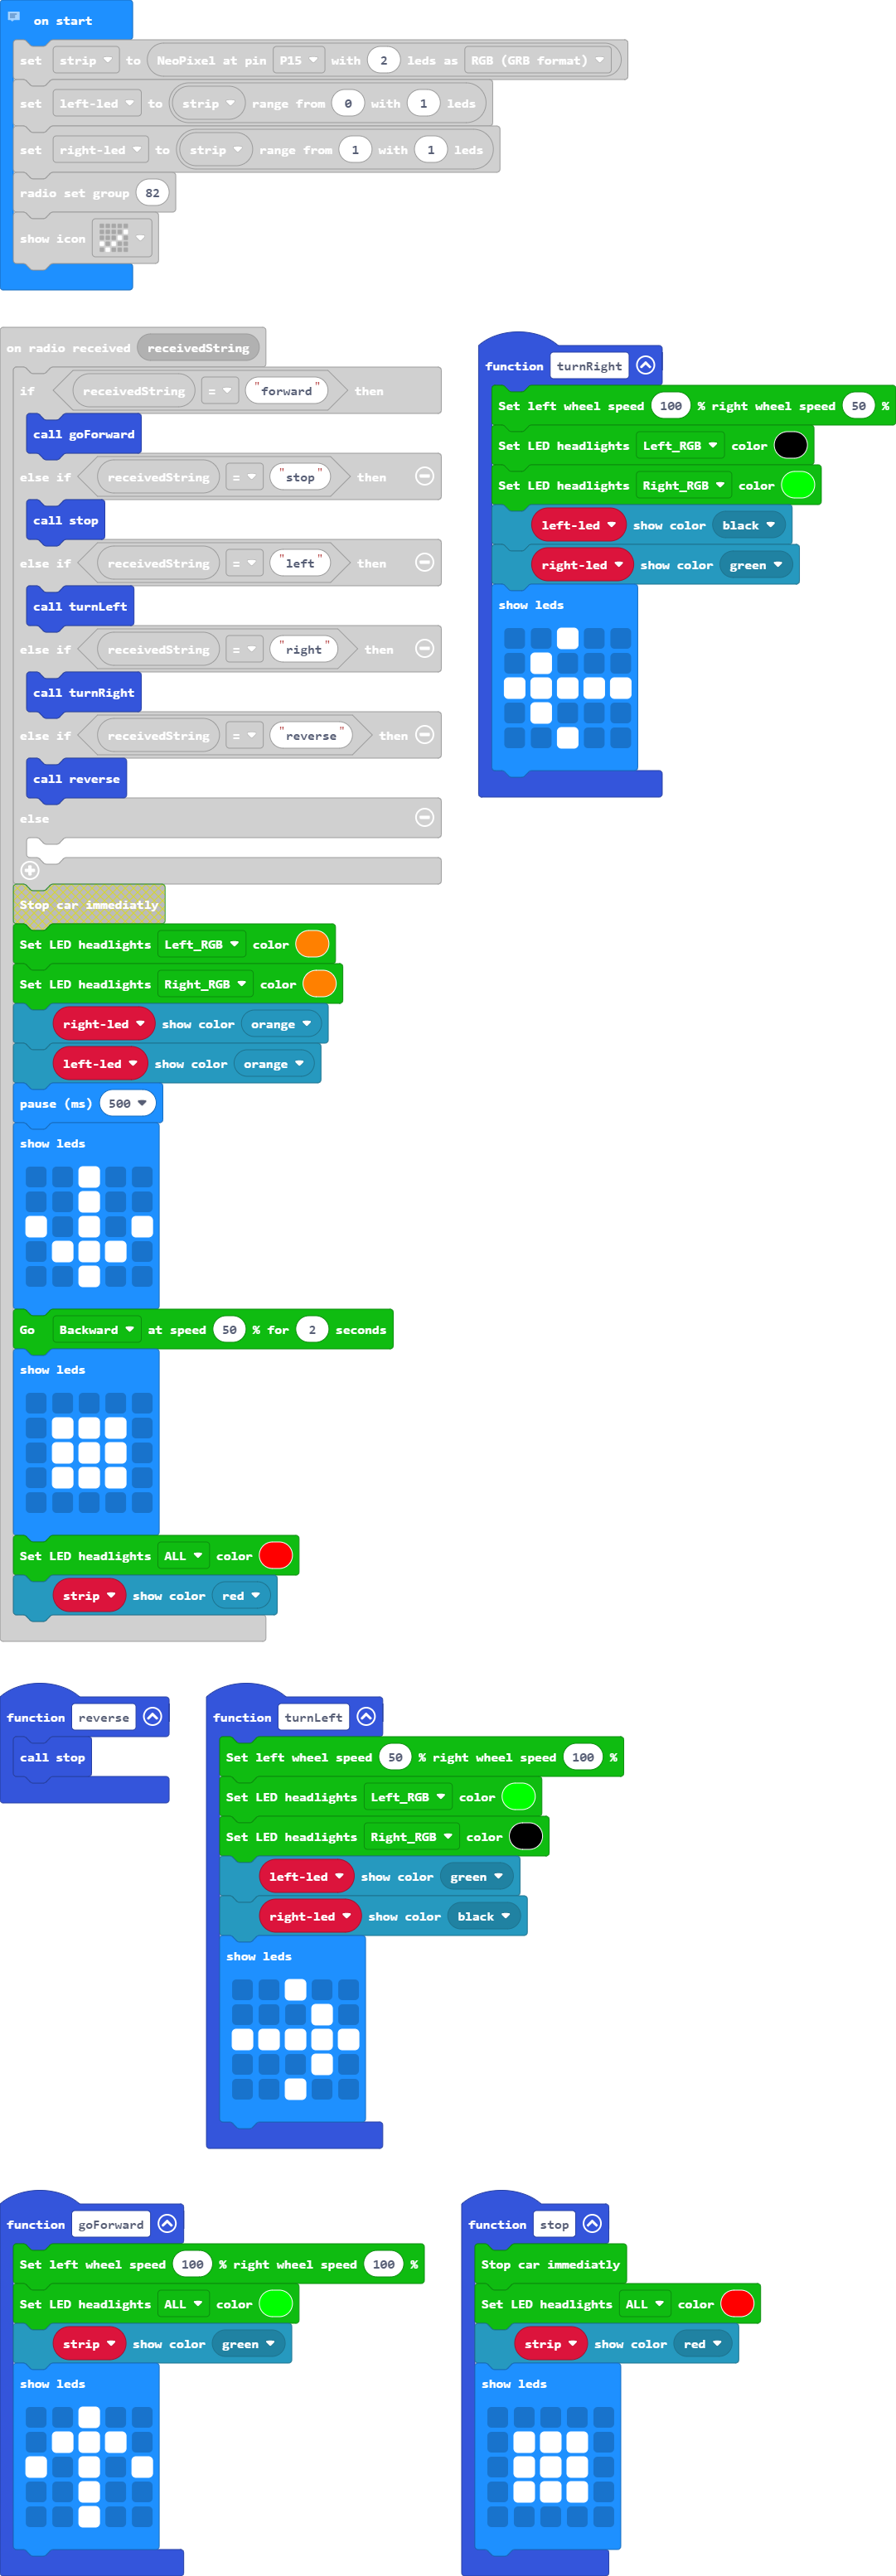 on start
set strip to NeoPixel at pin P15 with 2 leds as RGB (GRB format)
set left-led to strip range from 0 with 1 leds
set right-led to strip range from 1 with 1 leds
radio set group 82
show icon
on radio received receivedString
if receivedString = "forward" then
call goForward
else if receivedString = "stop" then
call stop
else if receivedString = "left" then
call turnLeft
else if receivedString = "right" then
call turnRight
else if receivedString = "reverse" then
call reverse
else
Stop car immediatly
Set LED headlights Left_RGB color
Set LED headlights Right_RGB color
right-led show color orange
left-led show color orange
pause (ms) 500
show leds
Go Backward at speed 50 % for 2 seconds
show leds
Set LED headlights ALL color
strip show color red
function turnRight
Set left wheel speed 100 % right wheel speed 50 %
Set LED headlights Left_RGB color
Set LED headlights Right_RGB color
left-led show color black
right-led show color green
show leds
function reverse
call stop
function turnLeft
Set left wheel speed 50 % right wheel speed 100 %
Set LED headlights Left_RGB color
Set LED headlights Right_RGB color
left-led show color green
right-led show color black
show leds
function goForward
Set left wheel speed 100 % right wheel speed 100 %
Set LED headlights ALL color
strip show color green
show leds
function stop
Stop car immediatly
Set LED headlights ALL color
strip show color red
show leds